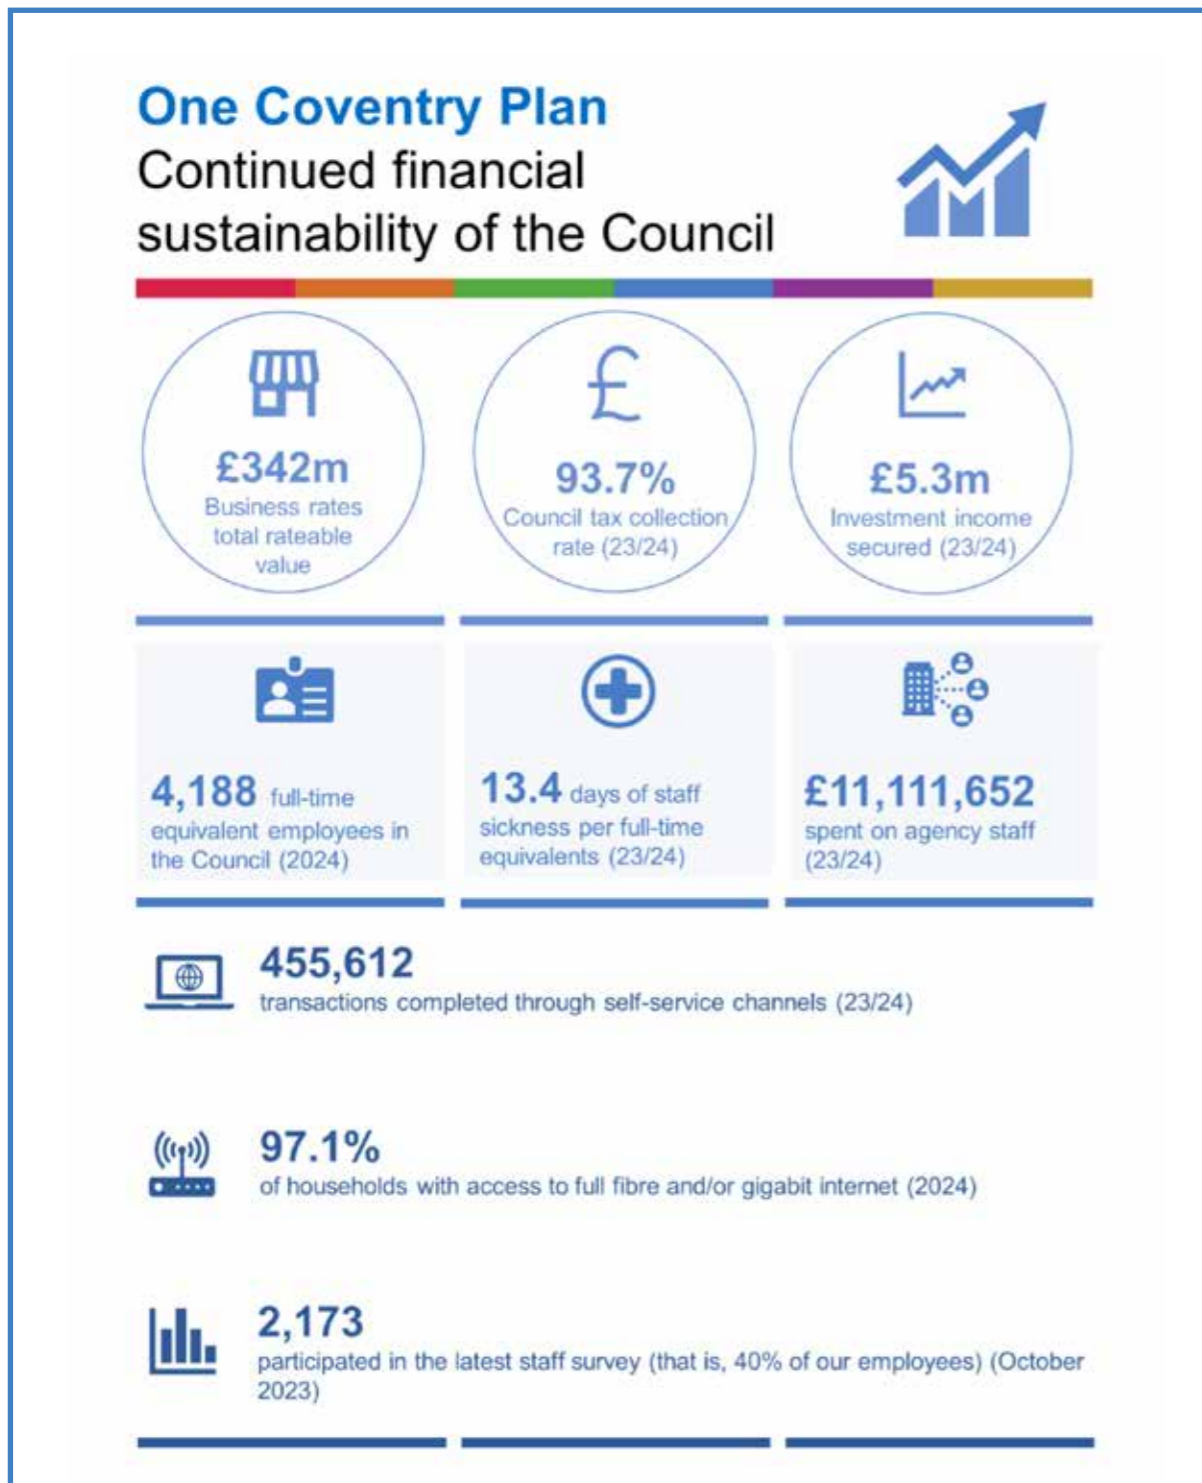 One Coventry Plan
Continued financial
sustainability of the Council
£342m
Business rates
total rateable
value
93.7%
Council tax collection
rate (23/24)
£5.3m
Investment income
secured (23/24)
4,188 full-time
equivalent employees in
the Council (2024)
13.4 days of staff
sickness per full-time
equivalents (23/24)
£11,111,652
spent on agency staff
(23/24)
455,612
transactions completed through self-service channels (23/24)
97.1%
of households with access to full fibre and/or gigabit internet (2024)
2,173
participated in the latest staff survey (that is, 40% of our employees) (October
2023)